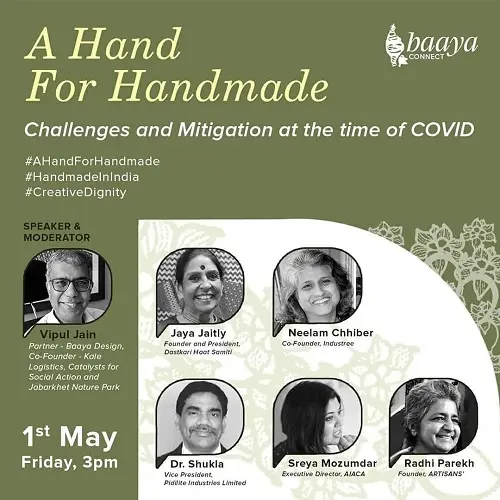 A Hand
For Handmade
baaya
CONNECT
Challenges and Mitigation at the time of COVID
#AHandForHandmade
#HandmadeInIndia
#CreativeDignity
SPEAKER &
MODERATOR
Vipul Jain
Partner - Baaya Design,
Co-Founder - Kale
Logistics, Catalysts for
Social Action and
Jabarkhet Nature Park
Jaya Jaitly
Founder and President,
Dastkari Haat Samiti
Neelam Chhiber
Co-Founder, Industree
1st May
Friday, 3pm
Dr. Shukla
Vice President,
Pidilite Industries Limited
Sreya Mozumdar
Executive Director, AIACA
Radhi Parekh
Founder, ARTISANS'